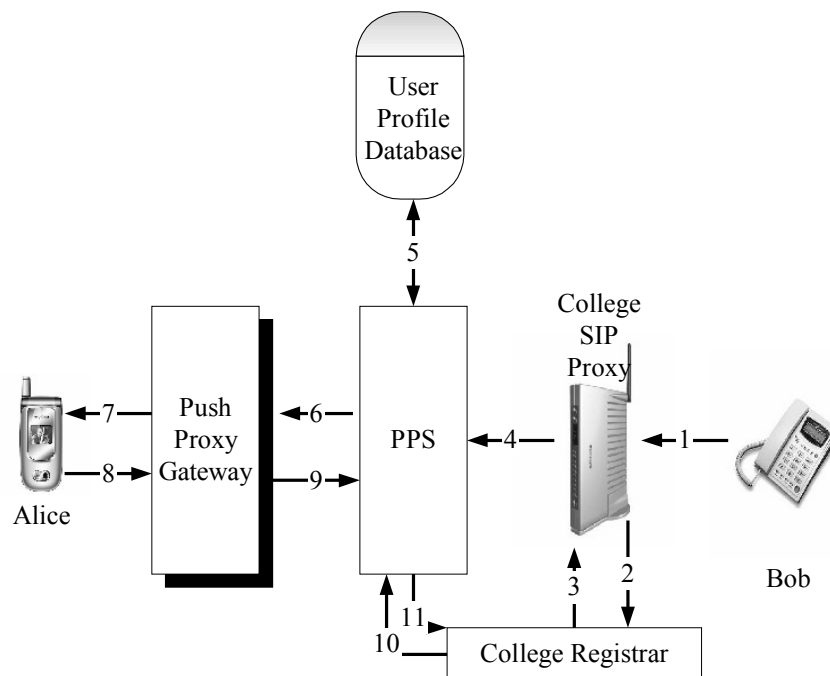 User
Profile
Database
5
College
SIP
Proxy
7
Push
Proxy
Gateway
6
PPS
4
1
8
9
Alice
3
2
Bob
10
11
College Registrar